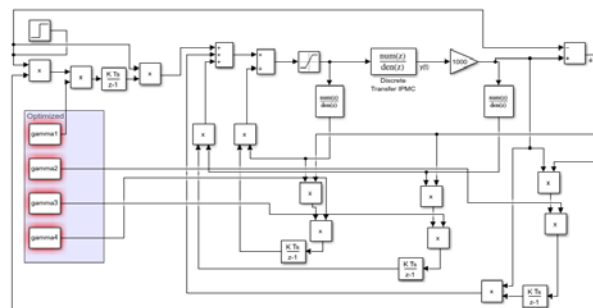 num(z)
den(z)
y(t)
1000
Discrete
Transfer IPMC
x
x
x
K Ts
z-1
Optimized
num(z)
den(z)
num(z)
den(z)
gamma1
x
x
gamma2
x
x
x
gamma3
x
x
x
gamma4
K Ts
z-1
K Ts
z-1
x
K Ts
z-1